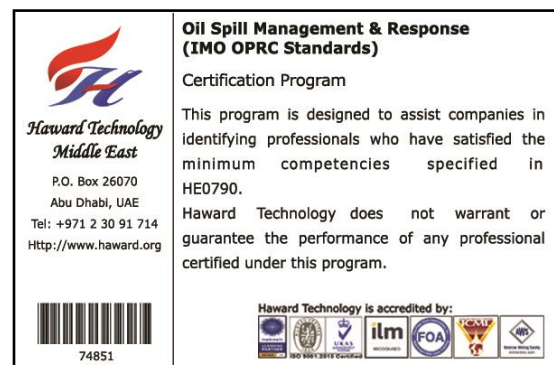 Haward Technology
Middle East
P.O. Box 26070
Abu Dhabi, UAE
Tel: +971 2 30 91 714
Http://www.haward.org
74851
Oil Spill Management & Response
(IMO OPRC Standards)
Certification Program
This program is designed to assist companies in
identifying professionals who have satisfied the
minimum competencies specified in
HE0790.
Haward Technology does not warrant or
guarantee the performance of any professional
certified under this program.
Haward Technology is accredited by:
UKAS
ilm
FOA
ICML
AWS
ISO 9001:2015 Certified